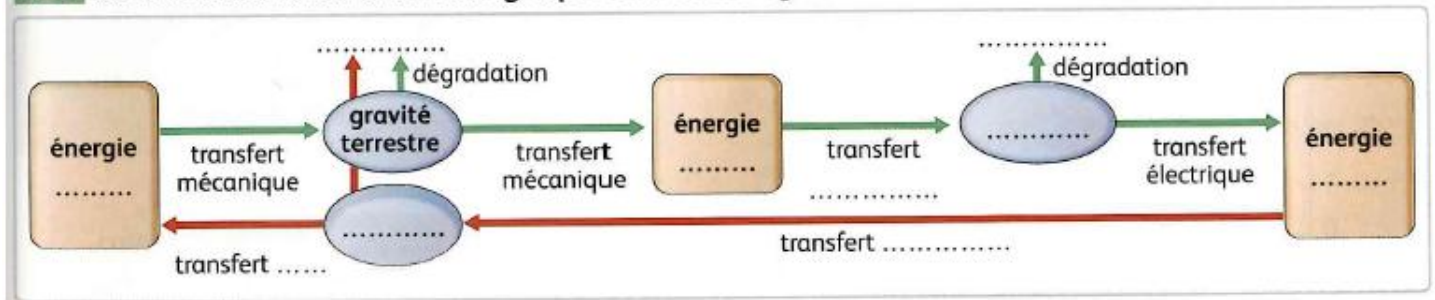 ....................
....................
dégradation
dégradation
énergie
.........
transfert
mécanique
gravité
terrestre
transfert
mécanique
énergie
.........
transfert
...............
............
transfert
électrique
énergie
.........
............
transfert ......
transfert ...............